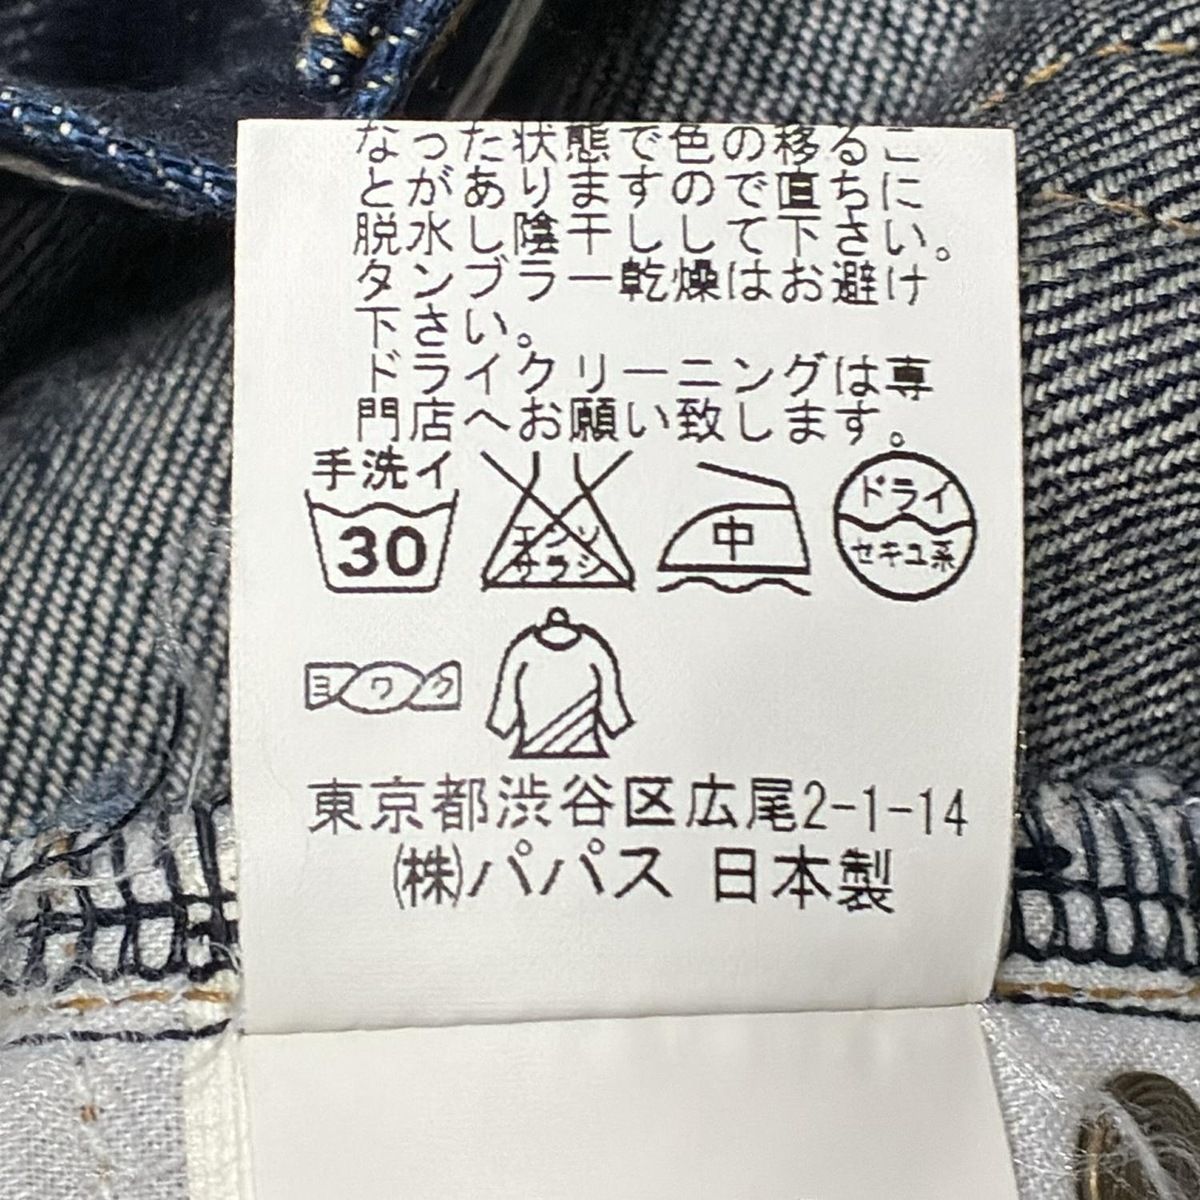 なった状態で色の移るこ
とがありますので直ちに
脱水し陰干しして下さい。
タンブラー乾燥はお避け
下さい。
ドライクリーニングは専
門店へお願い致します。
手洗イ
30
エンソ
サラシ
中
ドライ
セキユ系
ヨワク
東京都渋谷区広尾2-1-14
㈱パパス 日本製